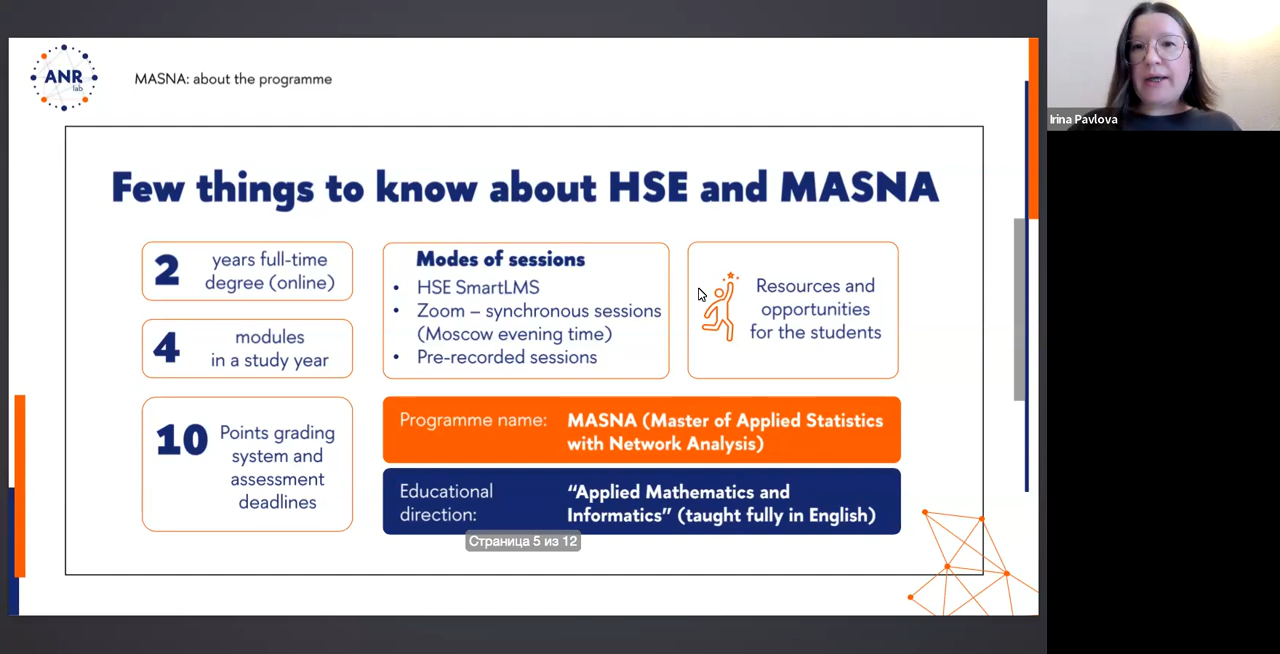 ANR
lab
MASNA: about the programme
Irina Pavlova
Few things to know about HSE and MASNA
2
years full-time
degree (online)
4
modules
in a study year
10
Points grading
system and
assessment
deadlines
Modes of sessions
• HSE SmartLMS
• Zoom – synchronous sessions
(Moscow evening time)
• Pre-recorded sessions
Resources and
opportunities
for the students
Programme name:
MASNA (Master of Applied Statistics
with Network Analysis)
Educational
direction:
“Applied Mathematics and
Informatics” (taught fully in English)
Страница 5 из 12